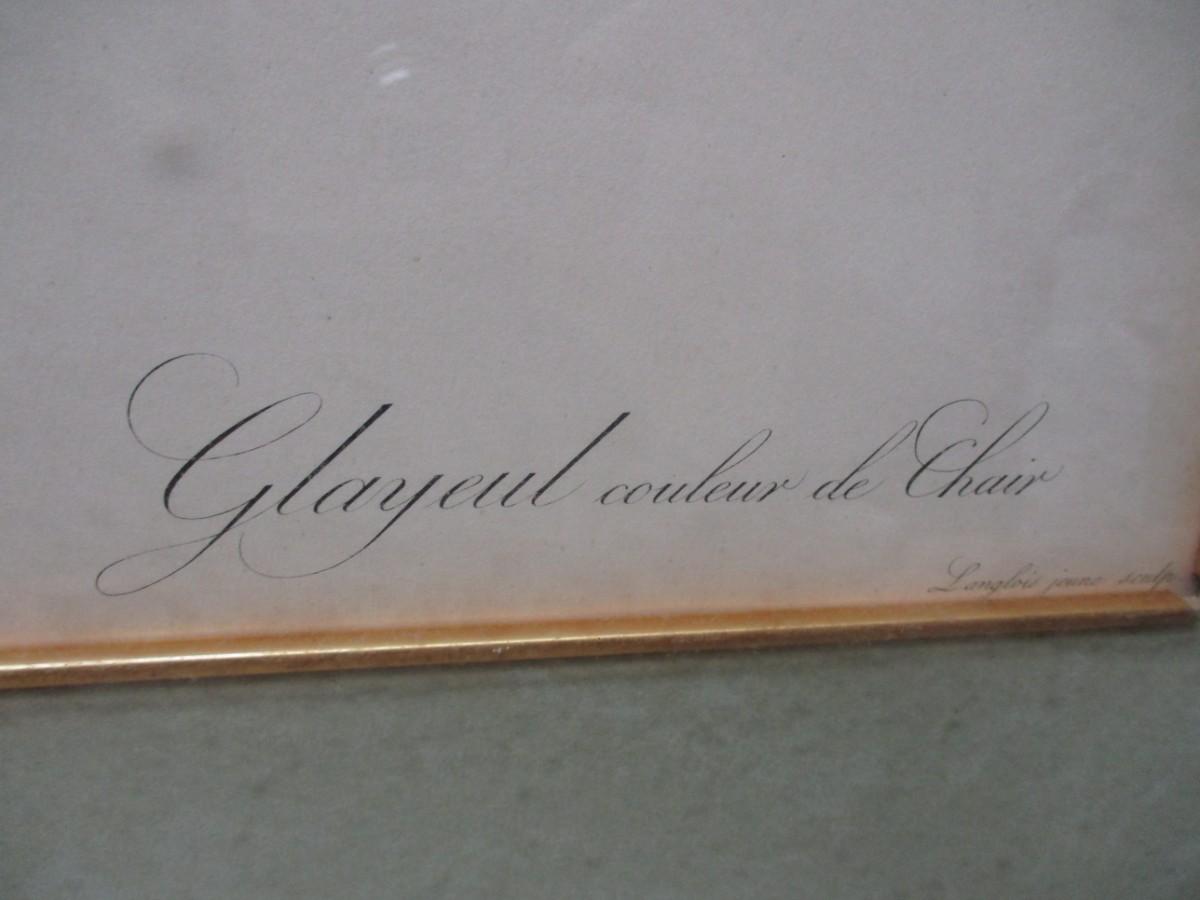 Glayeul couleur de Chair
Langlois jeune sculp